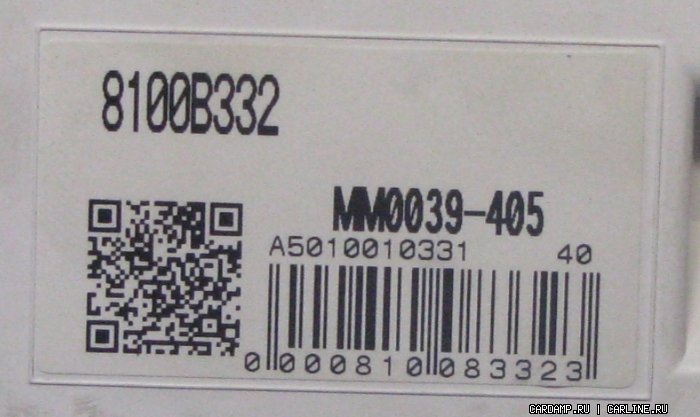 8100B332
MM0039-405
A5010010331 40
0 000810 083323
CARDAMP.RU | CARLINE.RU